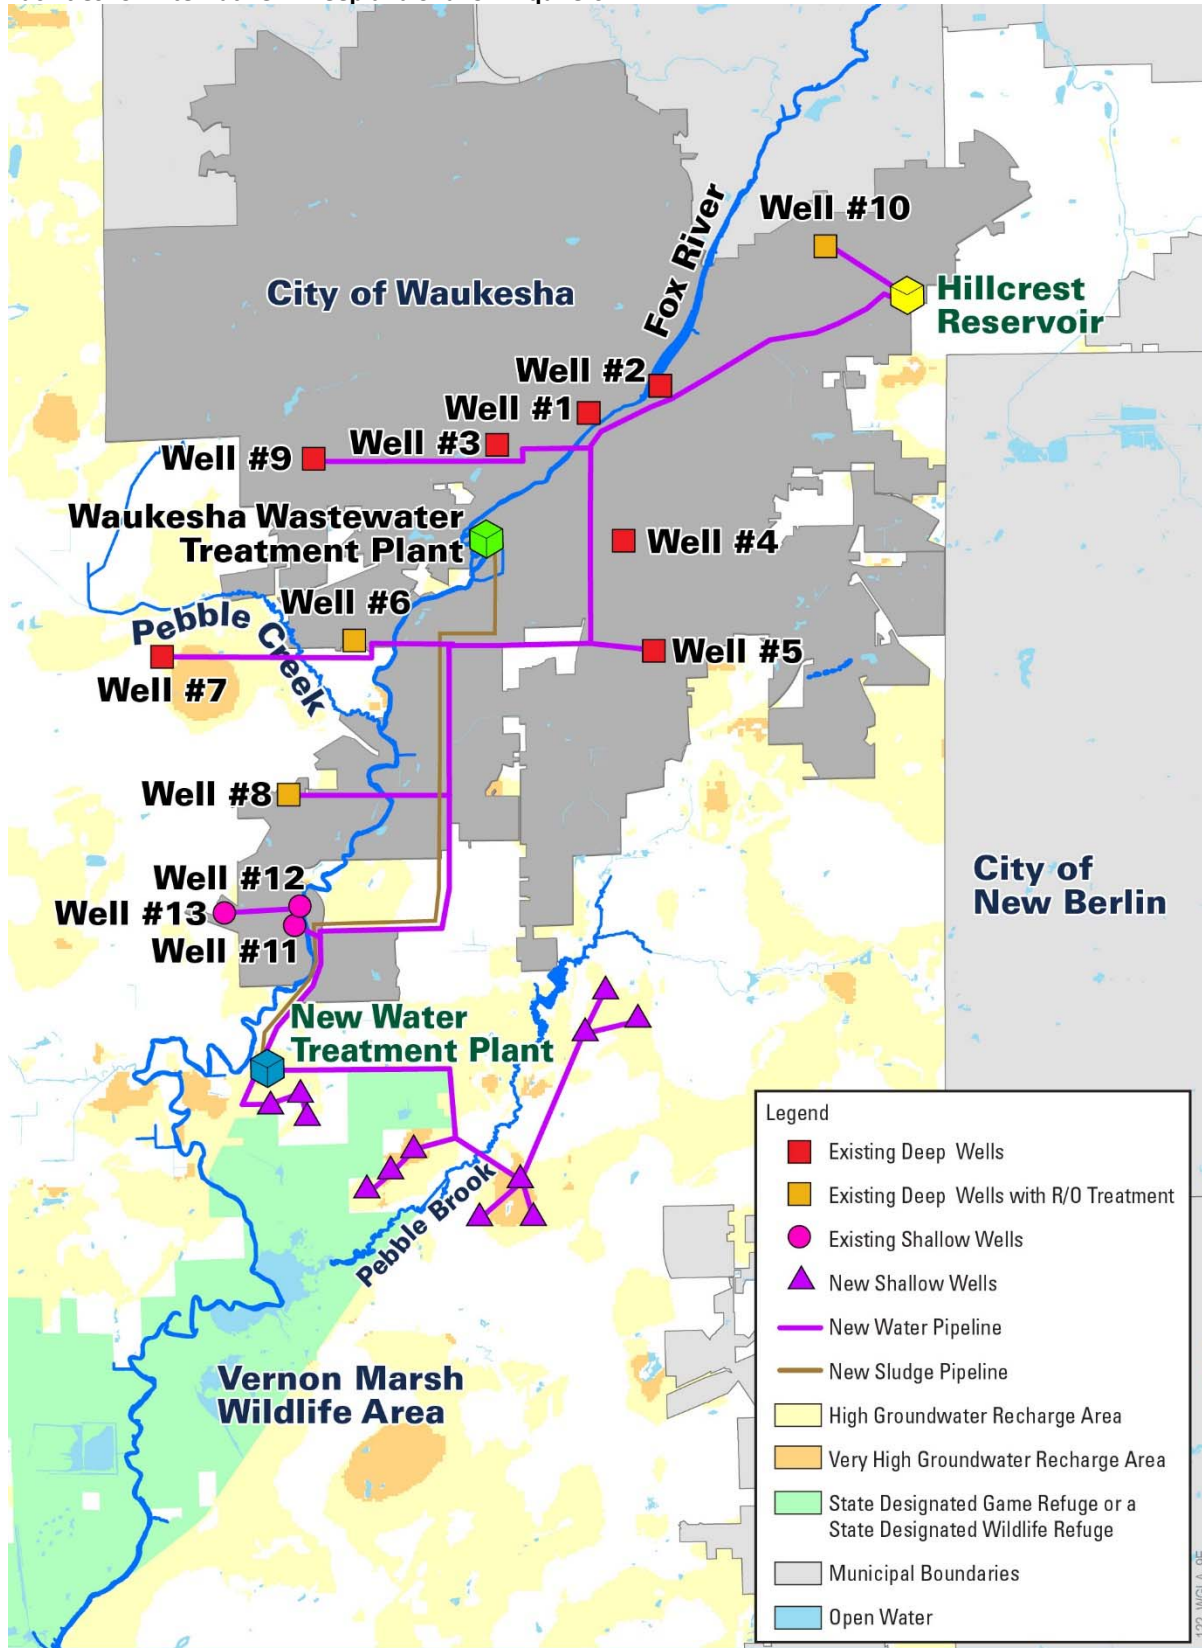 Well #10
Fox River
City of Waukesha
Hillcrest
Reservoir
Well #2
Well #1
Well #3
Well #9
Waukesha Wastewater
Treatment Plant
Well #4
Well #6
Pebble Creek
Well #5
Well #7
Well #8
City of
New Berlin
Well #12
Well #13
Well #11
New Water
Treatment Plant
Pebble Brook
Vernon Marsh
Wildlife Area
Legend
Existing Deep Wells
Existing Deep Wells with R/O Treatment
Existing Shallow Wells
New Shallow Wells
New Water Pipeline
New Sludge Pipeline
High Groundwater Recharge Area
Very High Groundwater Recharge Area
State Designated Game Refuge or a
State Designated Wildlife Refuge
Municipal Boundaries
Open Water